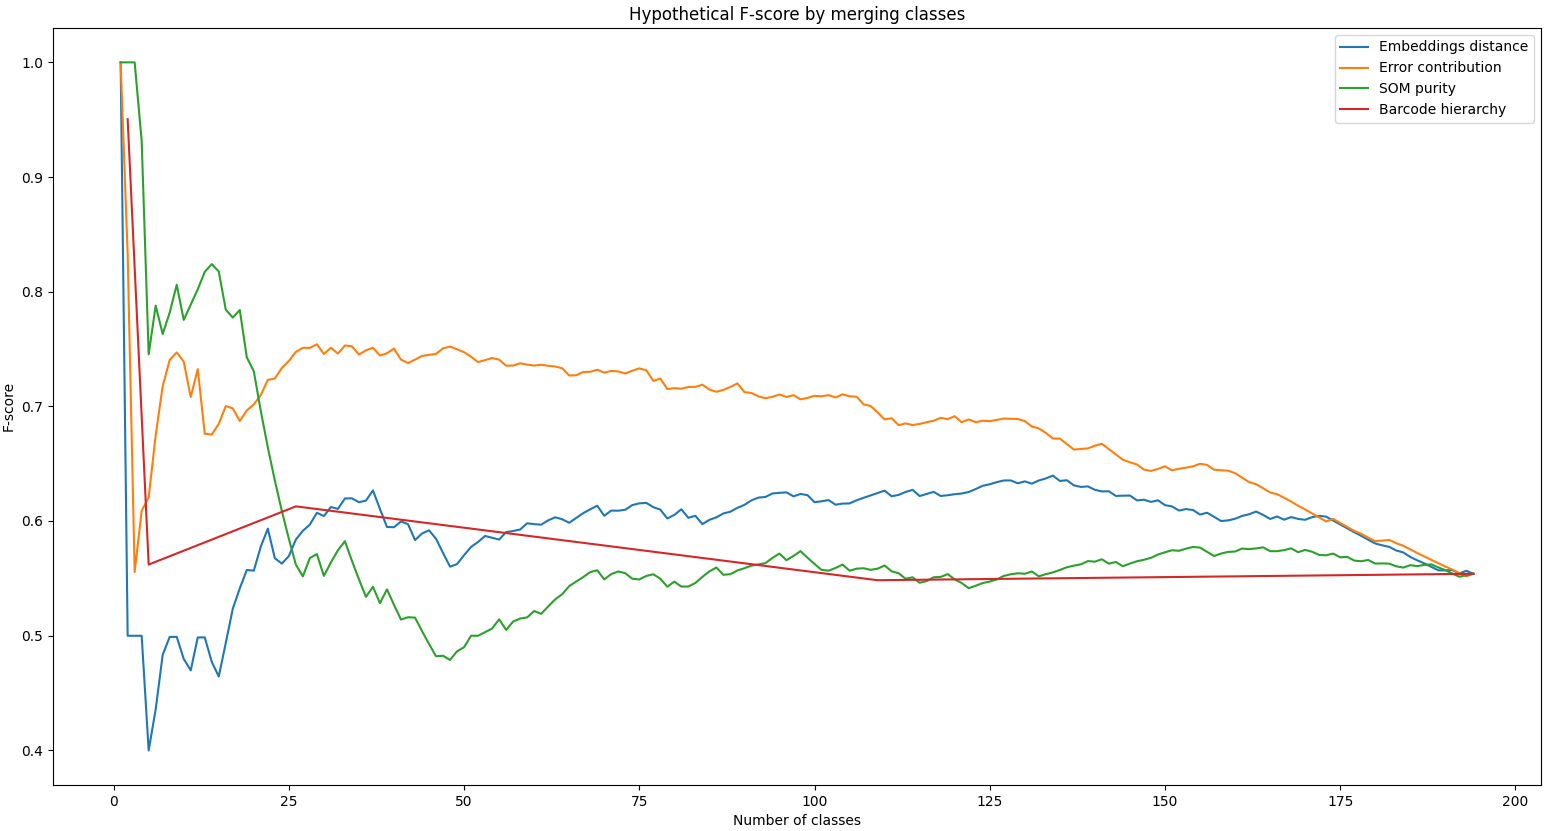 Hypothetical F-score by merging classes
Embeddings distance
Error contribution
SOM purity
Barcode hierarchy
F-score
1.0
0.9
0.8
0.7
0.6
0.5
0.4
0
25
50
75
100
125
150
175
200
Number of classes